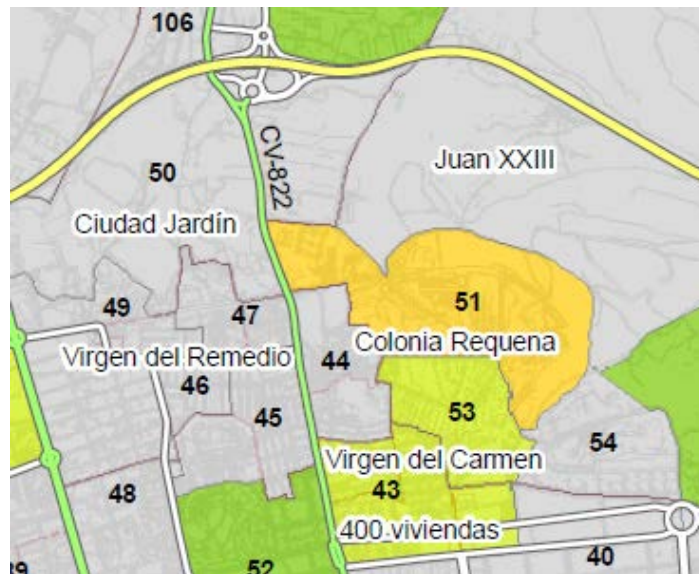 106
CV-822
50
Juan XXIII
Ciudad Jardín
49
47
51
Virgen del Remedio
44
Colonia Requena
46
45
53
54
48
43
Virgen del Carmen
400 viviendas
52
40
39